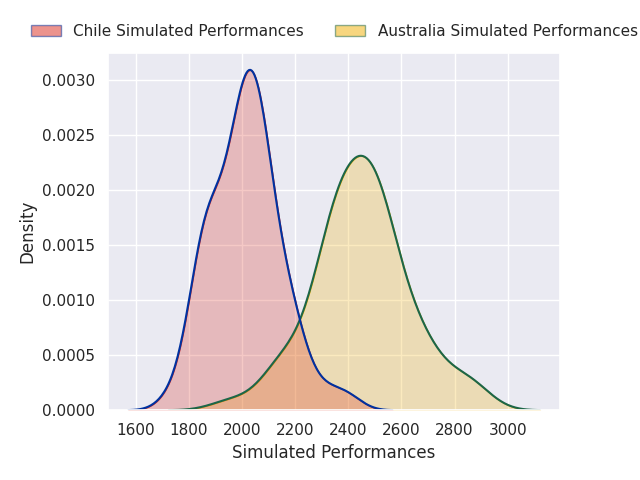 Chile Simulated Performances Australia Simulated Performances
0.0030
0.0025
0.0020
0.0015
0.0010
0.0005
0.0000
Density
1600 1800 2000 2200 2400 2600 2800 3000
Simulated Performances